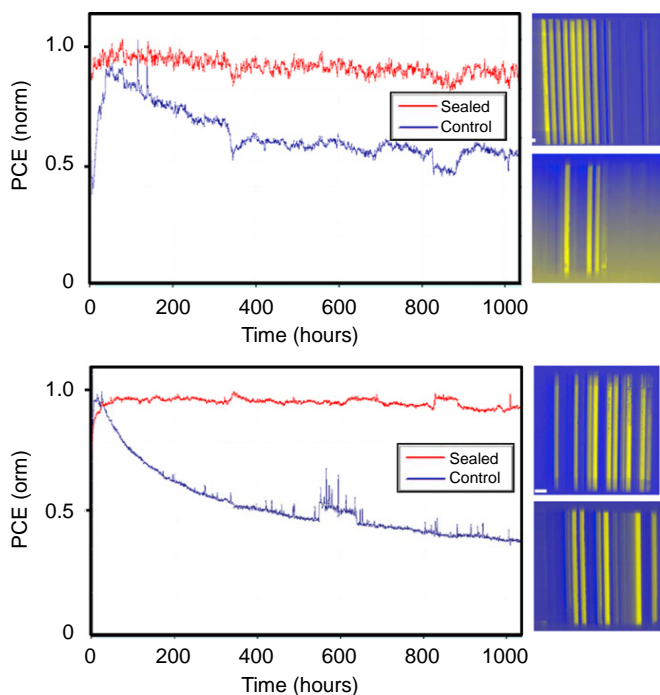 1.0
0.5
0
PCE (norm)
Sealed
Control
0 200 400 600 800 1000
Time (hours)
1.0
0.5
0
PCE (orm)
Sealed
Control
0 200 400 600 800 1000
Time (hours)